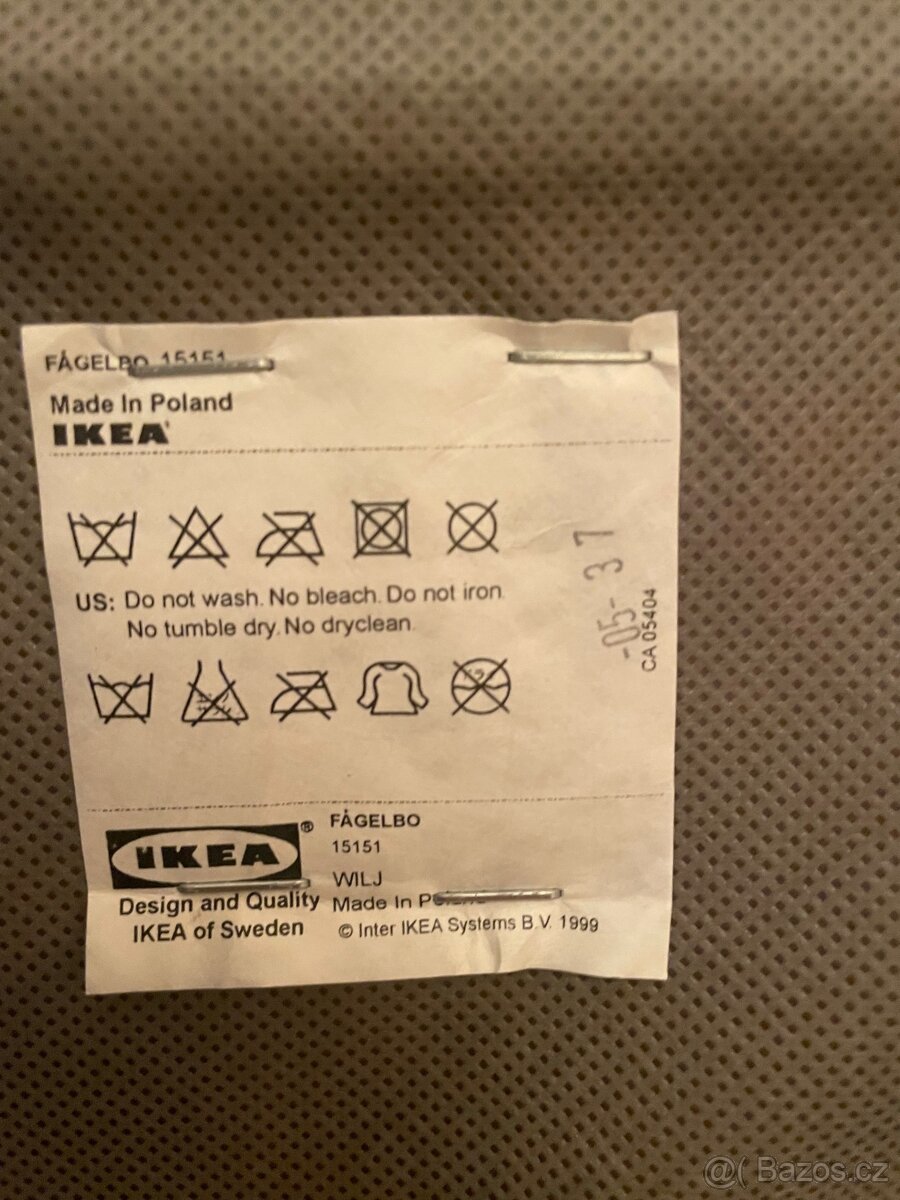 FÅGELBO 15151
Made In Poland
IKEA
US: Do not wash. No bleach. Do not iron.
No tumble dry. No dryclean.
-05- 37
CA 05404
IKEA®
FÅGELBO
15151
WILJ
Made In
Design and Quality
IKEA of Sweden
© Inter IKEA Systems B.V. 1999
@( Bazos.cz